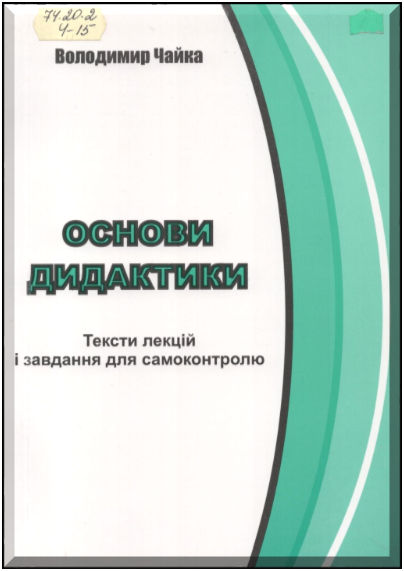 74.20.2
Ч-15
Володимир Чайка
ОСНОВИ
ДИДАКТИКИ
Тексти лекцій
і завдання для самоконтролю